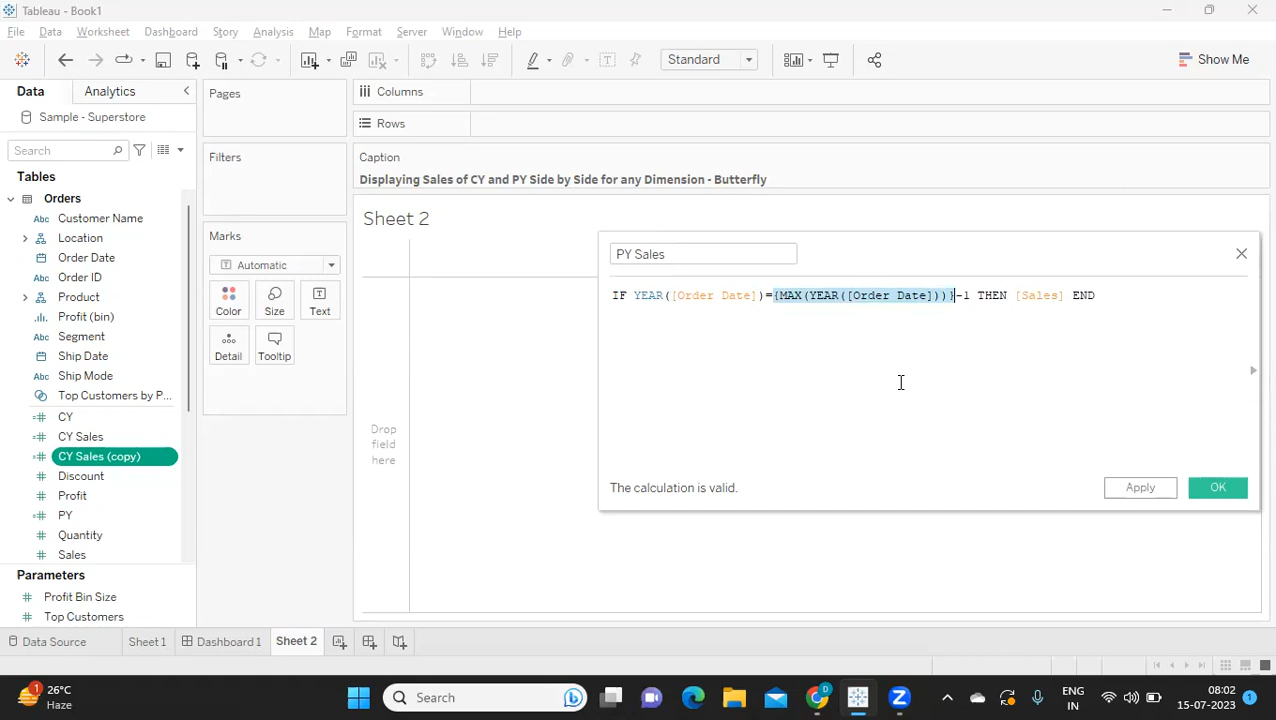 Tableau - Book1
File Data Worksheet Dashboard Story Analysis Map Format Server Window Help
Standard
Show Me
Data Analytics
Sample - Superstore
Search
Tables
Orders
Abc Customer Name
Location
Order Date
Abc Order ID
Product
Profit (bin)
Abc Segment
Ship Date
Abc Ship Mode
Top Customers by P...
CY
CY Sales
CY Sales (copy)
Discount
Profit
PY
Quantity
Sales
Parameters
Profit Bin Size
Top Customers
Pages
Filters
Marks
Automatic
Color Size Text
Detail Tooltip
Columns
Rows
Caption
Displaying Sales of CY and PY Side by Side for any Dimension - Butterfly
Sheet 2
Drop
field
here
PY Sales
IF YEAR([Order Date])={MAX(YEAR([Order Date]))}-1 THEN [Sales] END
The calculation is valid.
Apply OK
Data Source Sheet 1 Dashboard 1 Sheet 2
1
26°C
Haze
Search
ENG
IN
08:02
15-07-2023
1